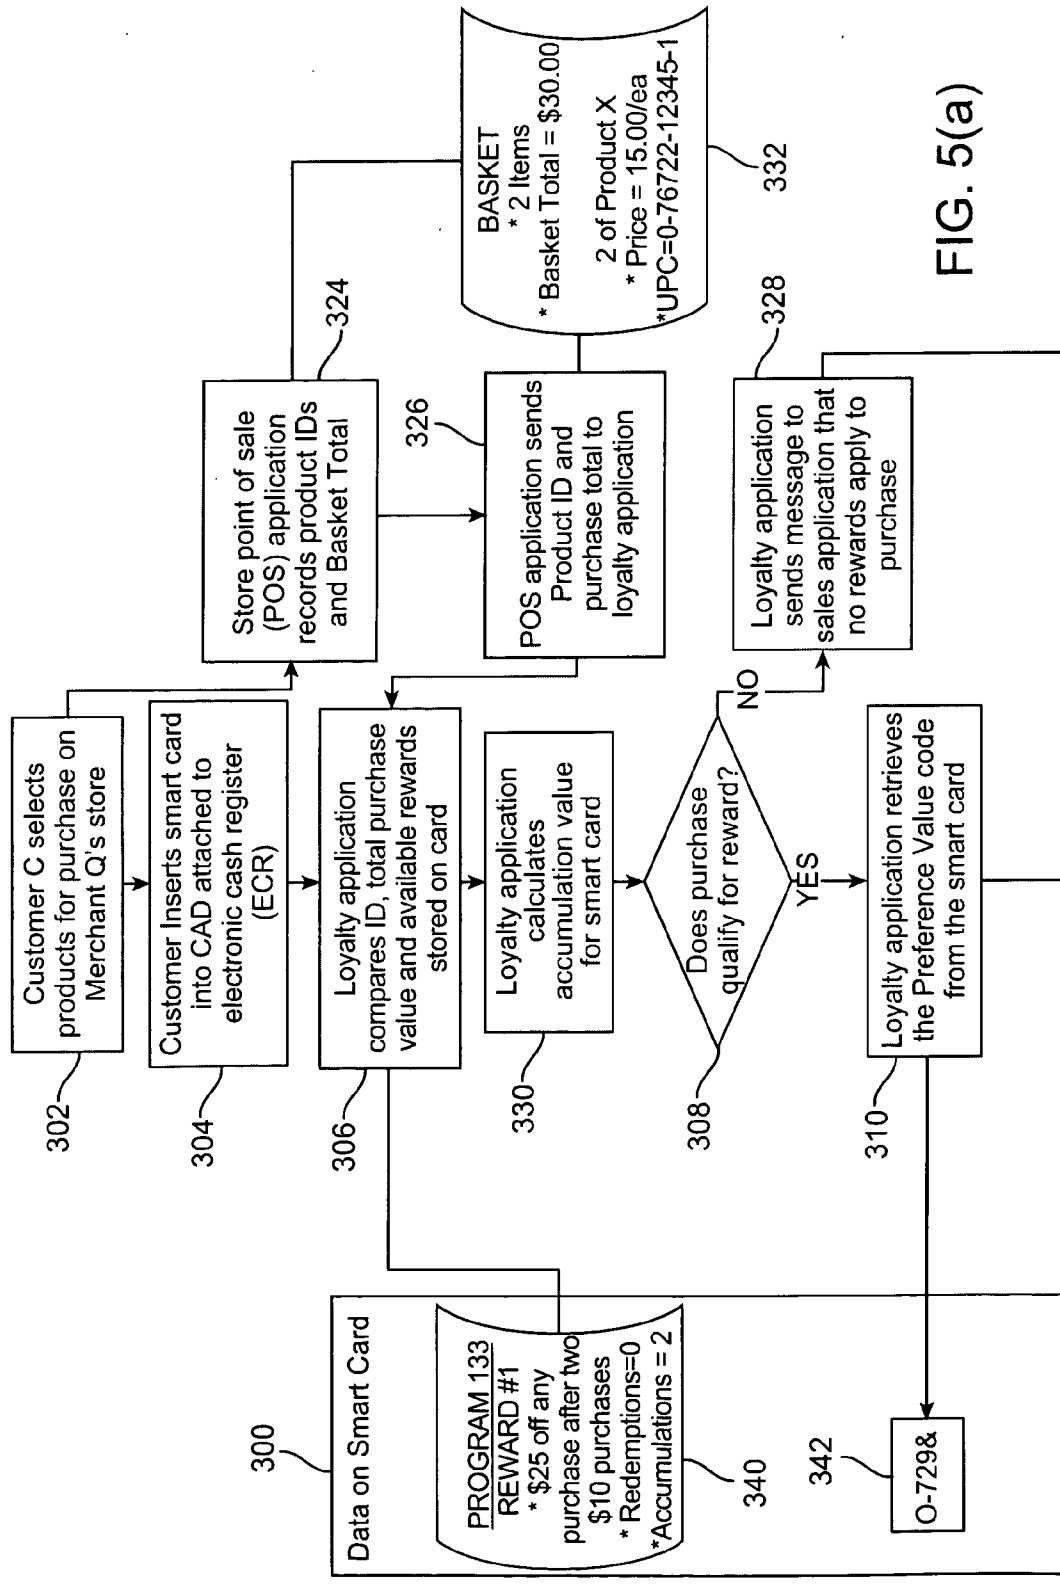 302
Customer C selects
products for purchase on
Merchant Q's store
304
Customer Inserts smart card
into CAD attached to
electronic cash register
(ECR)
Store point of sale
(POS) application
records product IDs
and Basket Total
324
300
Data on Smart Card
306
Loyalty application
compares ID, total purchase
value and available rewards
stored on card
326
POS application sends
Product ID and
purchase total to
loyalty application
BASKET
* 2 Items
* Basket Total = $30.00
2 of Product X
* Price = 15.00/ea
*UPC=0-76722-12345-1
332
PROGRAM 133
REWARD #1
* $25 off any
purchase after two
$10 purchases
* Redemptions=0
*Accumulations = 2
340
330
Loyalty application
calculates
accumulation value
for smart card
308
Does purchase
qualify for reward?
NO
YES
328
Loyalty application
sends message to
sales application that
no rewards apply to
purchase
342
O-729&
310
Loyalty application retrieves
the Preference Value code
from the smart card
FIG. 5(a)